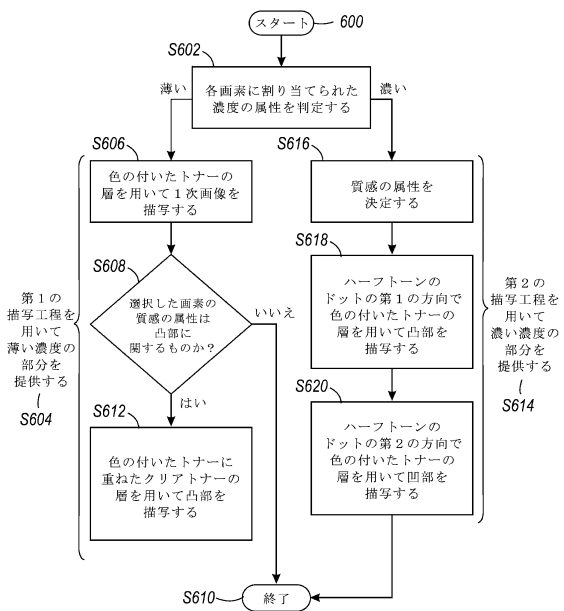 スタート
600
S602
各画素に割り当てられた
濃度の属性を判定する
薄い
濃い
S606
色の付いたトナーの
層を用いて１次画像を
描写する
S608
選択した画素の
質感の属性は
凸部に
関するものか？
いいえ
はい
S612
色の付いたトナーに
重ねたクリアトナーの
層を用いて凸部を
描写する
第１の
描写工程を
用いて
薄い濃度の
部分を
提供する
S604
S616
質感の属性を
決定する
S618
ハーフトーンの
ドットの第１の方向で
色の付いたトナーの
層を用いて凸部を
描写する
S620
ハーフトーンの
ドットの第２の方向で
色の付いたトナーの
層を用いて凹部を
描写する
第２の
描写工程を
用いて
濃い濃度の
部分を
提供する
S614
S610
終了